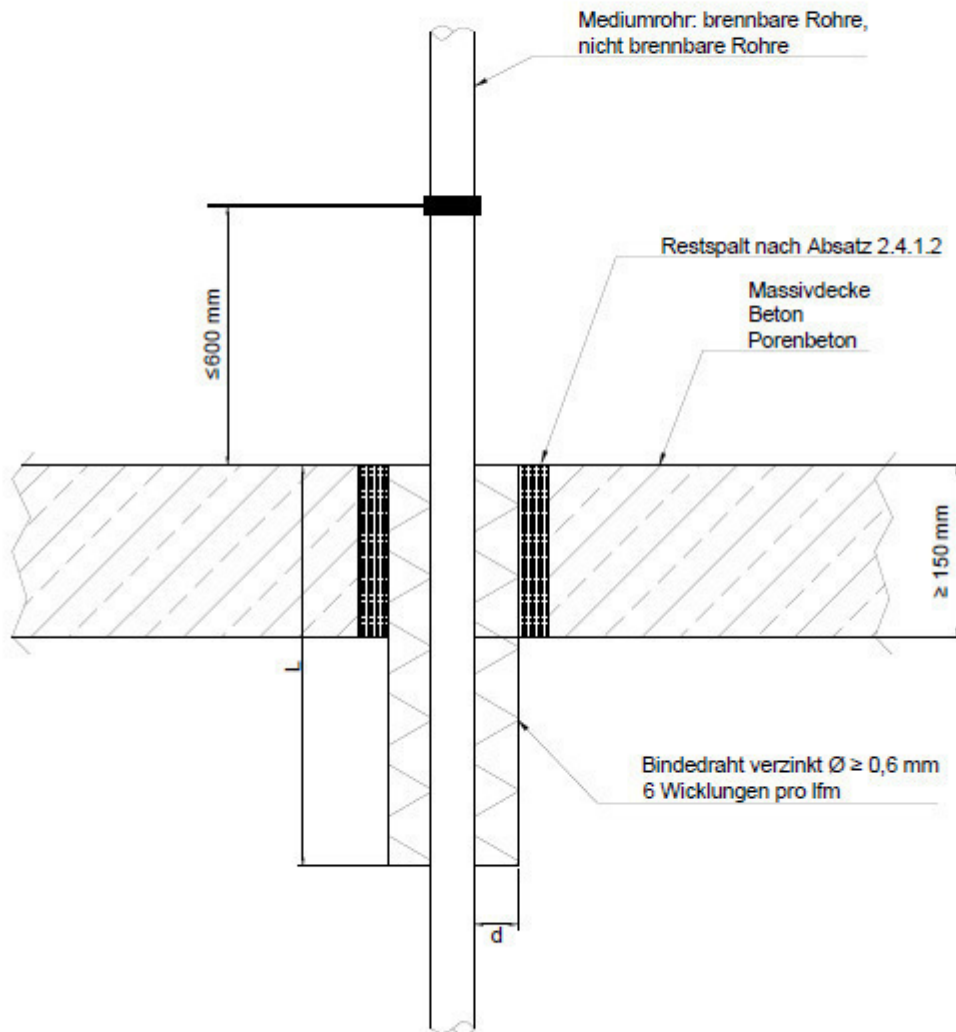 Mediumrohr: brennbare Rohre,
nicht brennbare Rohre
≤600 mm
Restspalt nach Absatz 2.4.1.2
Massivdecke
Beton
Porenbeton
≥ 150 mm
L
Bindedraht verzinkt Ø ≥ 0,6 mm
6 Wicklungen pro lfm
d